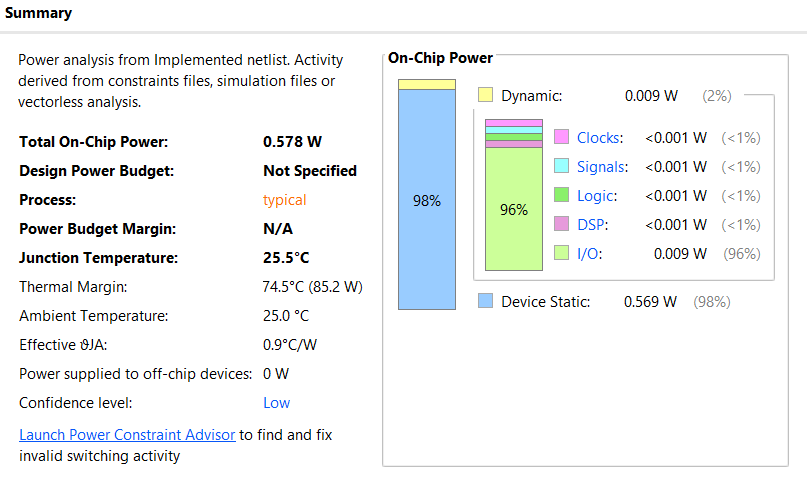 Summary
Power analysis from Implemented netlist. Activity
derived from constraints files, simulation files or
vectorless analysis.
Total On-Chip Power: 0.578 W
Design Power Budget: Not Specified
Process: typical
Power Budget Margin: N/A
Junction Temperature: 25.5°C
Thermal Margin: 74.5°C (85.2 W)
Ambient Temperature: 25.0 °C
Effective ϑJA: 0.9°C/W
Power supplied to off-chip devices: 0 W
Confidence level: Low
Launch Power Constraint Advisor to find and fix
invalid switching activity
On-Chip Power
Dynamic: 0.009 W (2%)
Clocks: <0.001 W (<1%)
Signals: <0.001 W (<1%)
Logic: <0.001 W (<1%)
DSP: <0.001 W (<1%)
I/O: 0.009 W (96%)
98%
96%
Device Static: 0.569 W (98%)